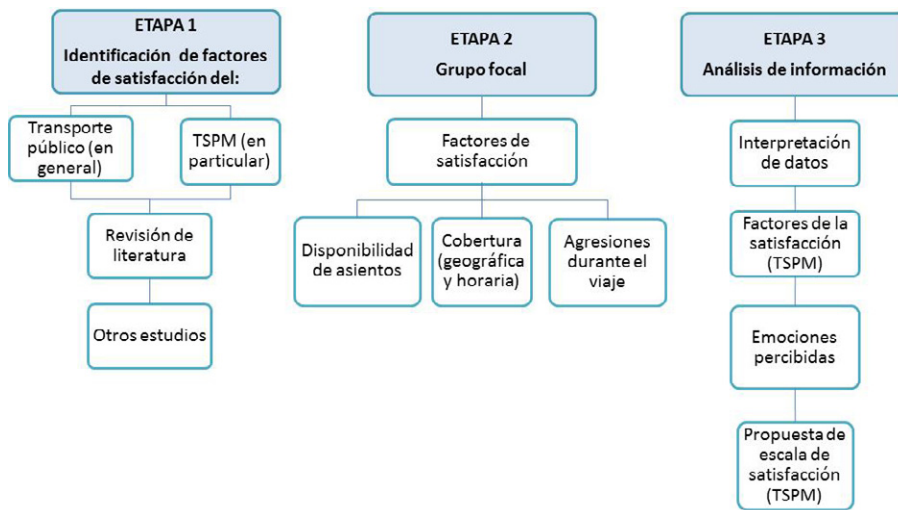 ETAPA 1
Identificación de factores
de satisfacción del:
Transporte
público (en
general)
TSPM (en
particular)
Revisión de
literatura
Otros estudios
ETAPA 2
Grupo focal
Factores de
satisfacción
Disponibilidad
de asientos
Cobertura
(geográfica
y horaria)
Agresiones
durante el
viaje
ETAPA 3
Análisis de información
Interpretación
de datos
Factores de la
satisfacción
(TSPM)
Emociones
percibidas
Propuesta de
escala de
satisfacción
(TSPM)